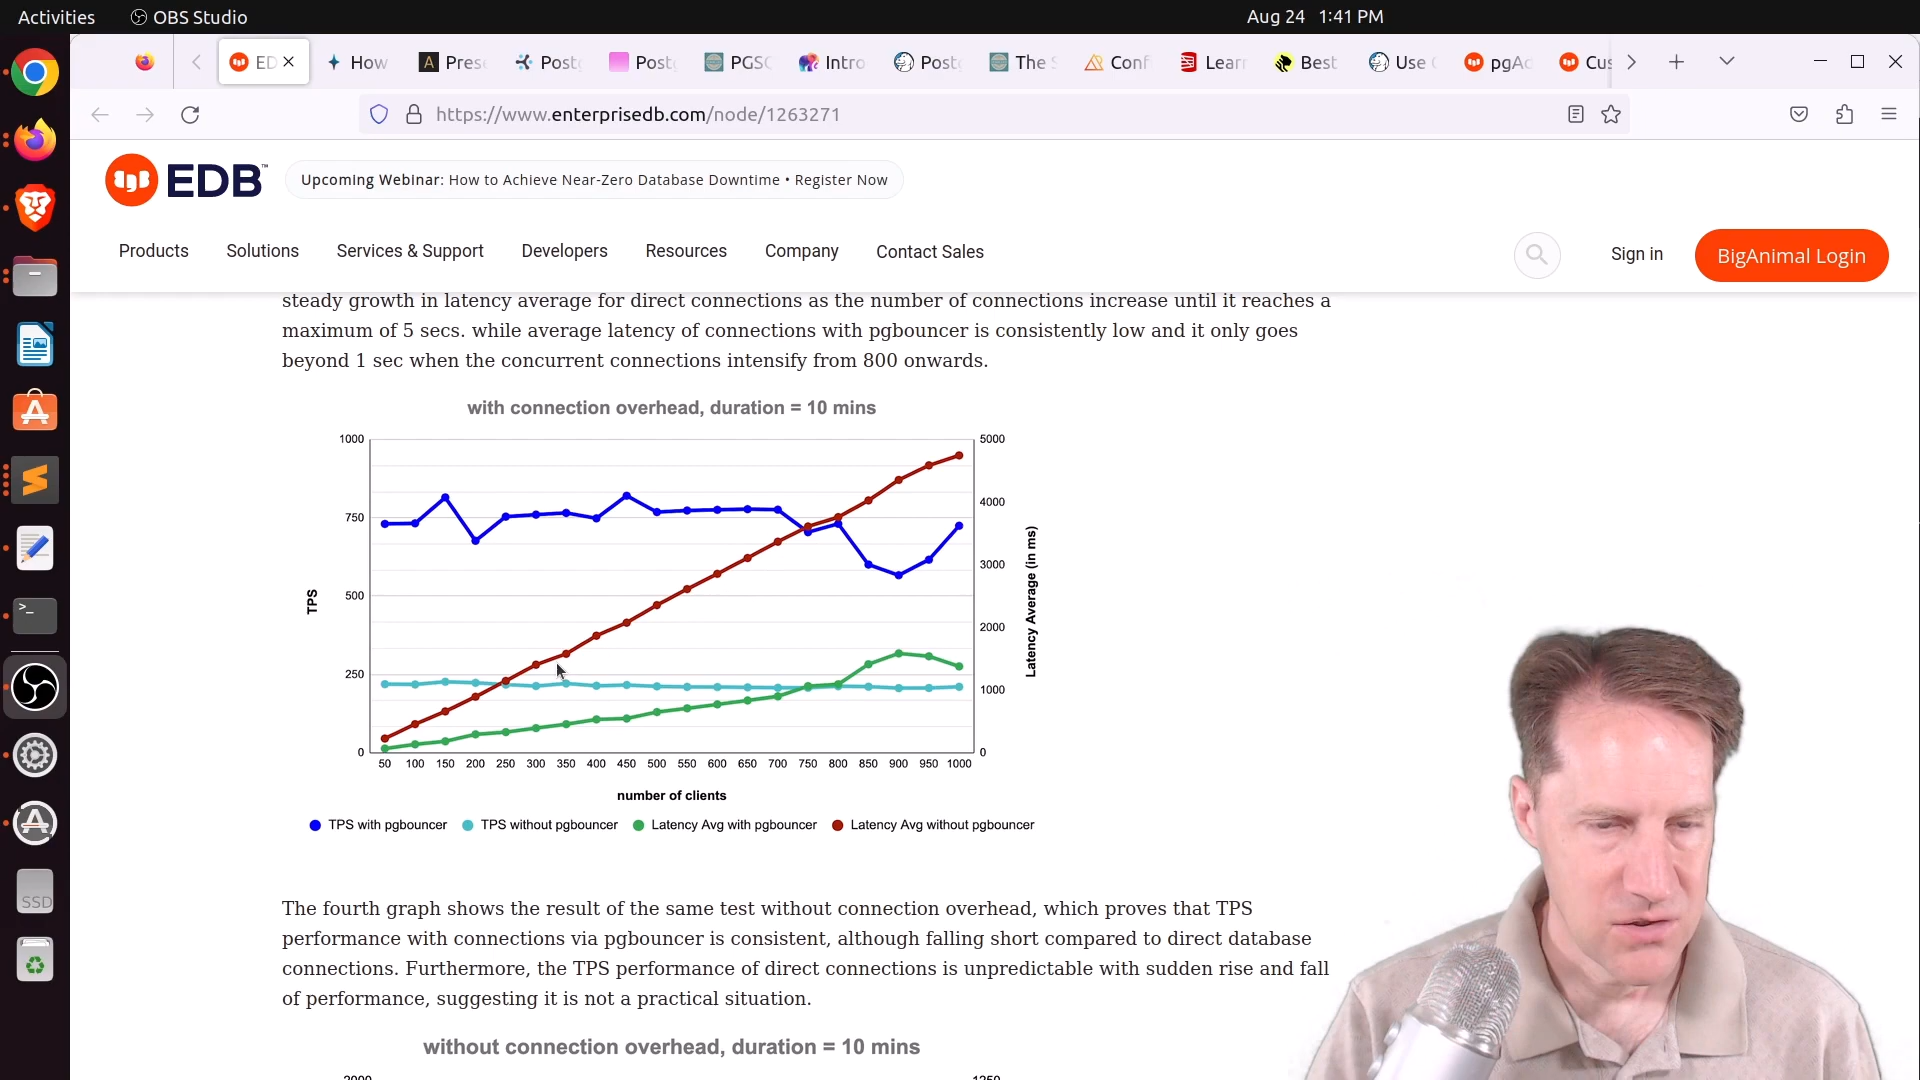 Activities
OBS Studio
Aug 24 1:41 PM
ED
How
Pres
Post
Post
PGSC
Intro
Post
The
Conf
Lear
Best
Use
pgAd
Cus
https://www.enterprisedb.com/node/1263271
EDB™
Upcoming Webinar: How to Achieve Near-Zero Database Downtime • Register Now
Products
Solutions
Services & Support
Developers
Resources
Company
Contact Sales
Sign in
BigAnimal Login
steady growth in latency average for direct connections as the number of connections increase until it reaches a
maximum of 5 secs. while average latency of connections with pgbouncer is consistently low and it only goes
beyond 1 sec when the concurrent connections intensify from 800 onwards.
with connection overhead, duration = 10 mins
1000
750
500
250
0
TPS
5000
4000
3000
2000
1000
0
Latency Average (in ms)
50 100 150 200 250 300 350 400 450 500 550 600 650 700 750 800 850 900 950 1000
number of clients
TPS with pgbouncer
TPS without pgbouncer
Latency Avg with pgbouncer
Latency Avg without pgbouncer
The fourth graph shows the result of the same test without connection overhead, which proves that TPS
performance with connections via pgbouncer is consistent, although falling short compared to direct database
connections. Furthermore, the TPS performance of direct connections is unpredictable with sudden rise and fall
of performance, suggesting it is not a practical situation.
without connection overhead, duration = 10 mins
2000
1250
SSD